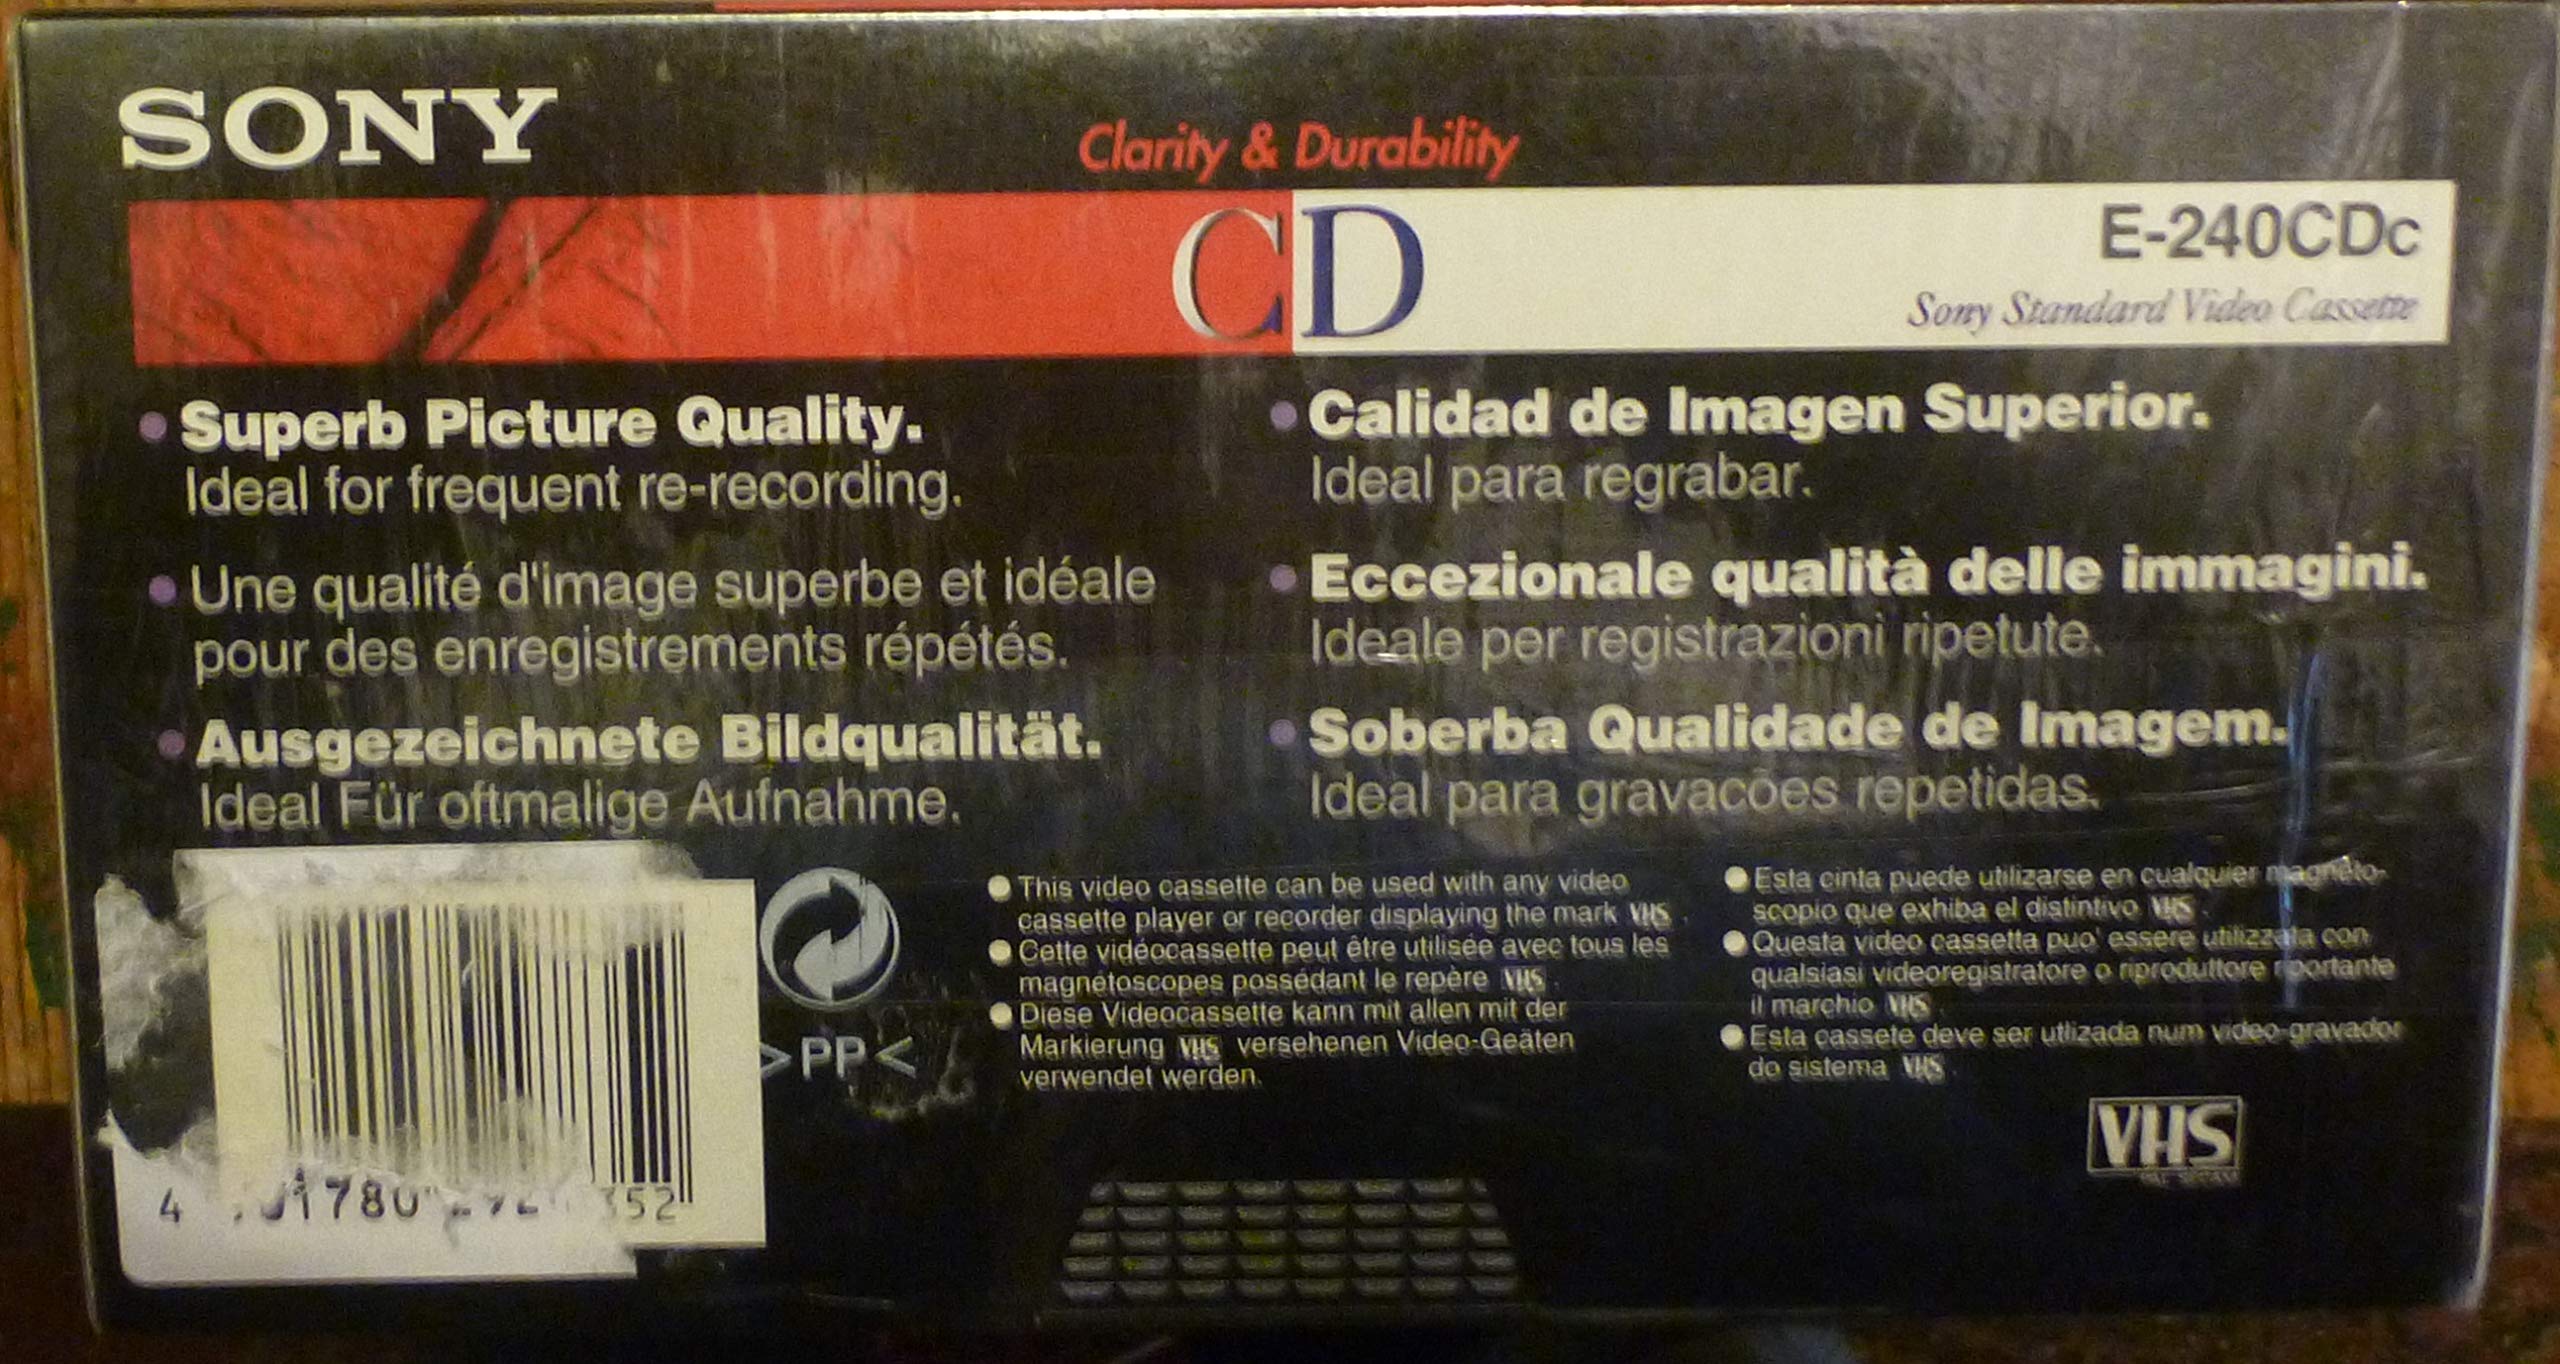 SONY
Clarity & Durability
CD
E-240CDc
Sony Standard Video Cassette
• Superb Picture Quality.
Ideal for frequent re-recording.
• Une qualité d'image superbe et idéale
pour des enregistrements répétés.
• Ausgezeichnete Bildqualität.
Ideal Für oftmalige Aufnahme.
• Calidad de Imagen Superior.
Ideal para regrabar.
• Eccezionale qualità delle immagini.
Ideale per registrazioni ripetute.
• Soberba Qualidade de Imagem.
Ideal para gravacões repetidas.
4 1780 352
>PP<
● This video cassette can be used with any video
cassette player or recorder displaying the mark VHS .
● Cette vidéocassette peut être utilisée avec tous les
magnétoscopes possédant le repère VHS .
● Diese Videocassette kann mit allen mit der
Markierung VHS versehenen Video-Geäten
verwendet werden.
● Esta cinta puede utilizarse en cualquier magneto-
scopio que exhiba el distintivo VHS .
● Questa video cassetta puo' essere utilizzata con
qualsiasi videoregistratore o riproduttore riportante
il marchio VHS .
● Esta cassete deve ser utlizada num video-gravador
do sistema VHS .
VHS